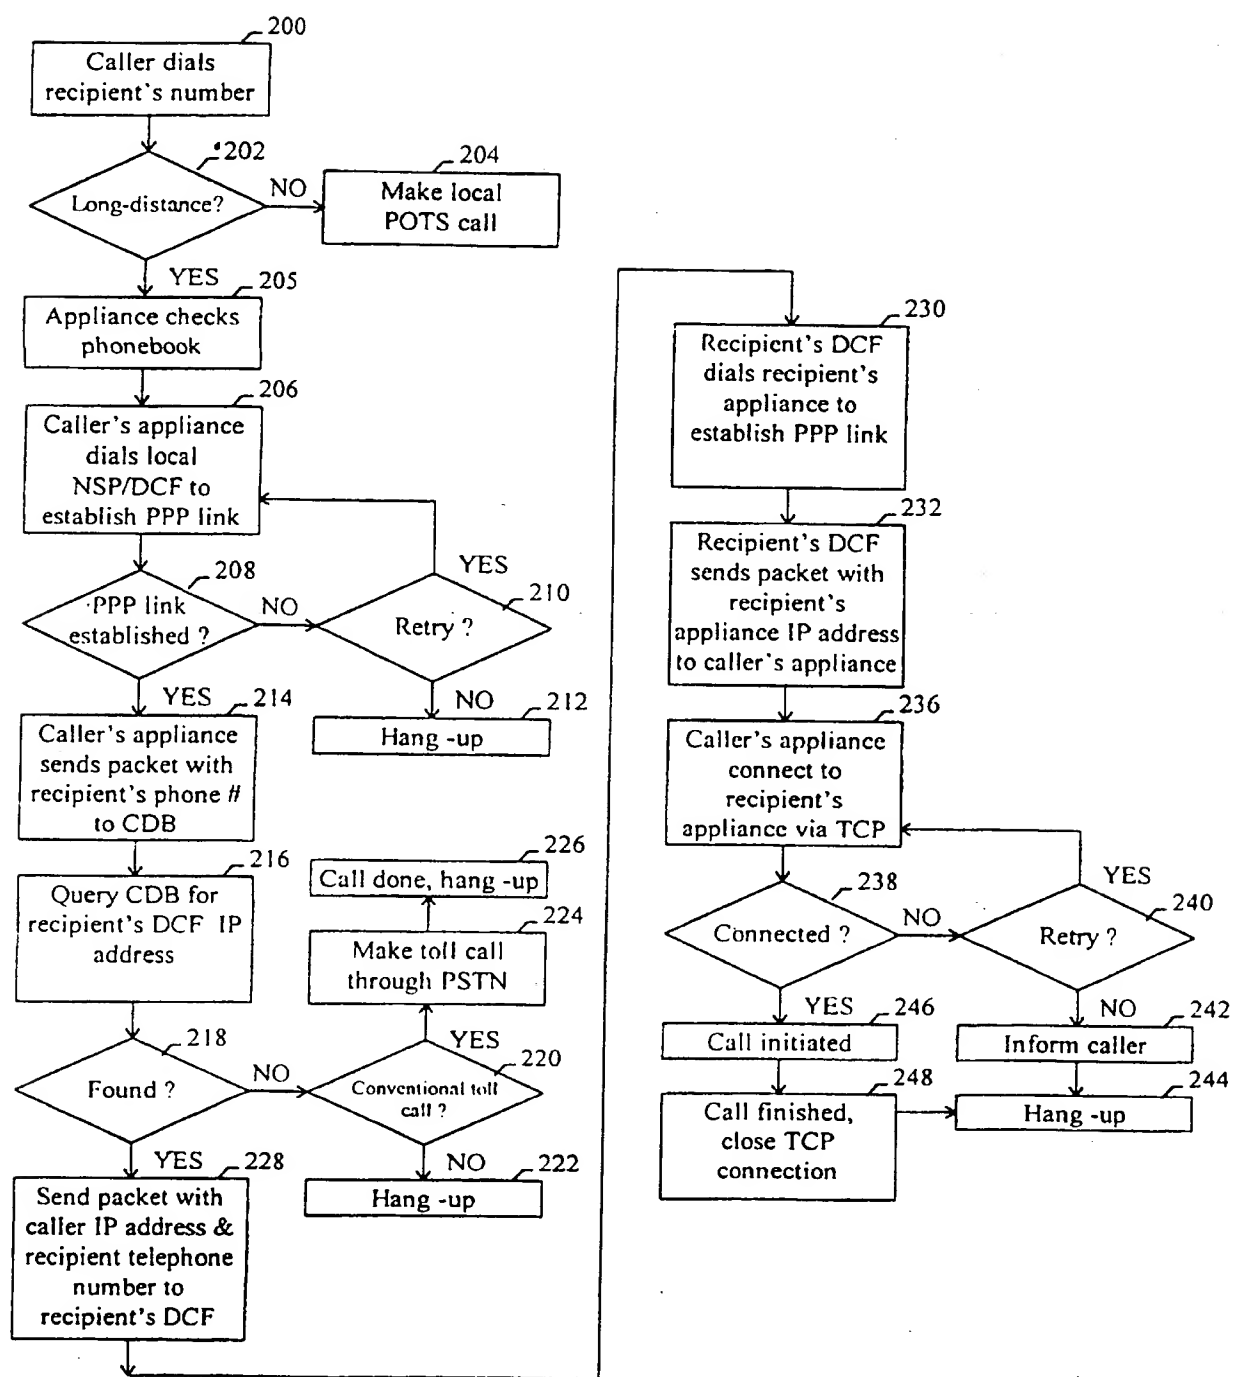 200
Caller dials
recipient's number
202
Long-distance?
NO
204
Make local
POTS call
YES
205
Appliance checks
phonebook
206
Caller's appliance
dials local
NSP/DCF to
establish PPP link
208
PPP link
established ?
NO
YES
210
Retry ?
NO
212
Hang -up
YES
214
Caller's appliance
sends packet with
recipient's phone #
to CDB
216
Query CDB for
recipient's DCF IP
address
218
Found ?
NO
226
Call done, hang -up
224
Make toll call
through PSTN
YES
220
Conventional toll
call ?
NO
222
Hang -up
YES
228
Send packet with
caller IP address &
recipient telephone
number to
recipient's DCF
230
Recipient's DCF
dials recipient's
appliance to
establish PPP link
232
Recipient's DCF
sends packet with
recipient's
appliance IP address
to caller's appliance
236
Caller's appliance
connect to
recipient's
appliance via TCP
238
Connected ?
NO
YES
240
Retry ?
NO
242
Inform caller
244
Hang -up
YES
246
Call initiated
248
Call finished,
close TCP
connection